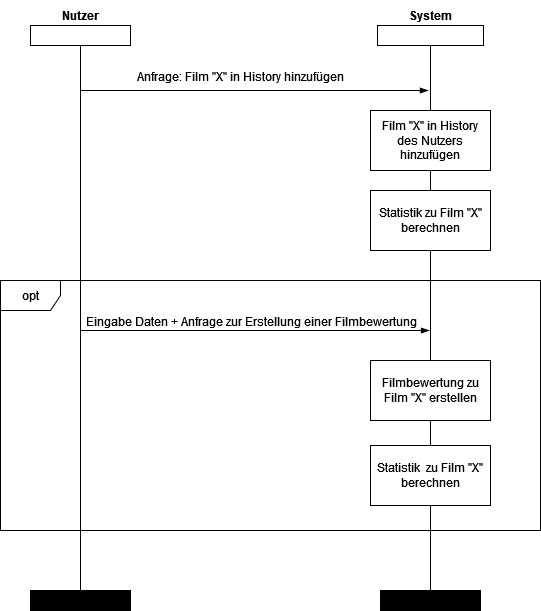 Nutzer
System
Anfrage: Film "X" in History hinzufügen
Film "X" in History
des Nutzers
hinzufügen
Statistik zu Film "X"
berechnen
opt
Eingabe Daten + Anfrage zur Erstellung einer Filmbewertung
Filmbewertung zu
Film "X" erstellen
Statistik zu Film "X"
berechnen